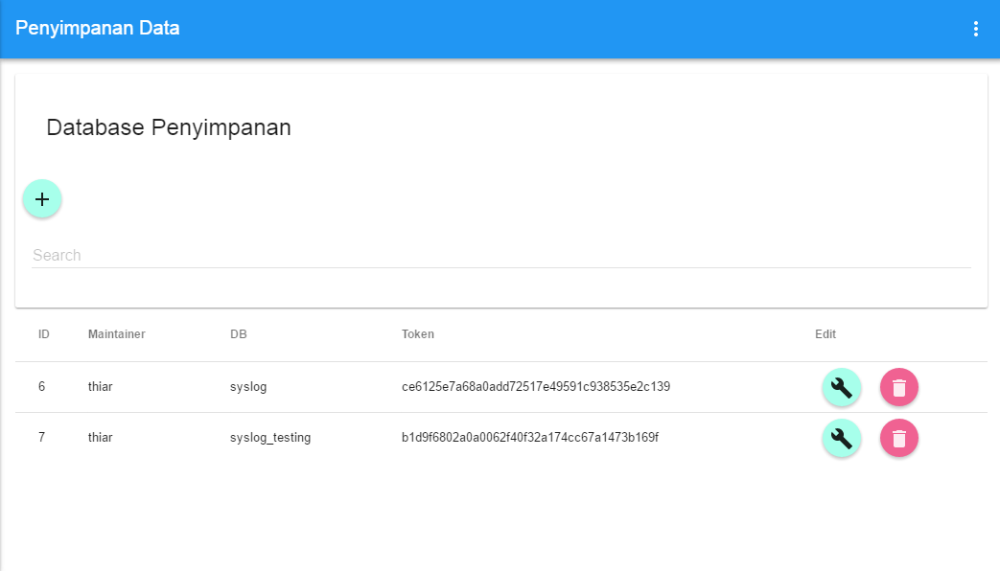 Penyimpanan Data
Database Penyimpanan
Search
ID Maintainer DB Token Edit
6 thiar syslog ce6125e7a68a0add72517e49591c938535e2c139
7 thiar syslog_testing b1d9f6802a0a0062f40f32a174cc67a1473b169f